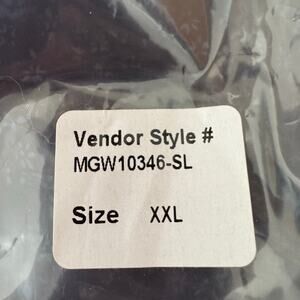 Vendor Style #
MGW10346-SL
Size XXL